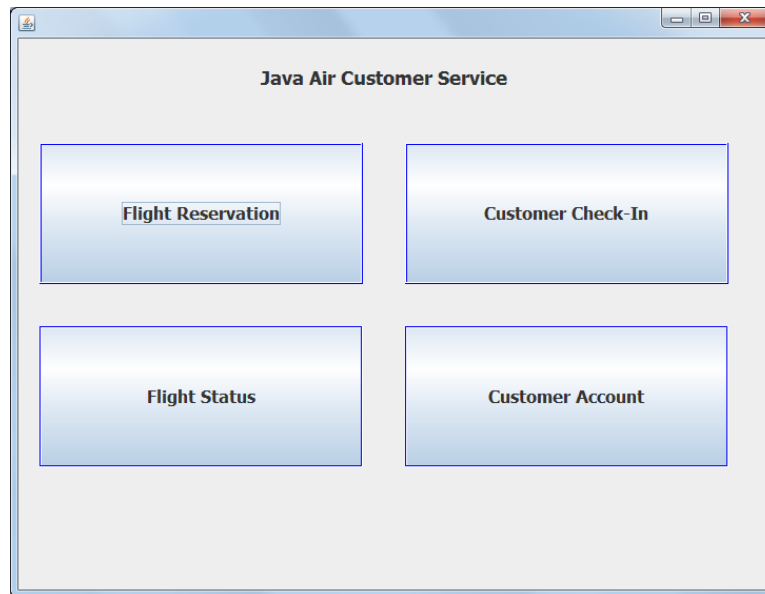 Java Air Customer Service
Flight Reservation
Customer Check-In
Flight Status
Customer Account